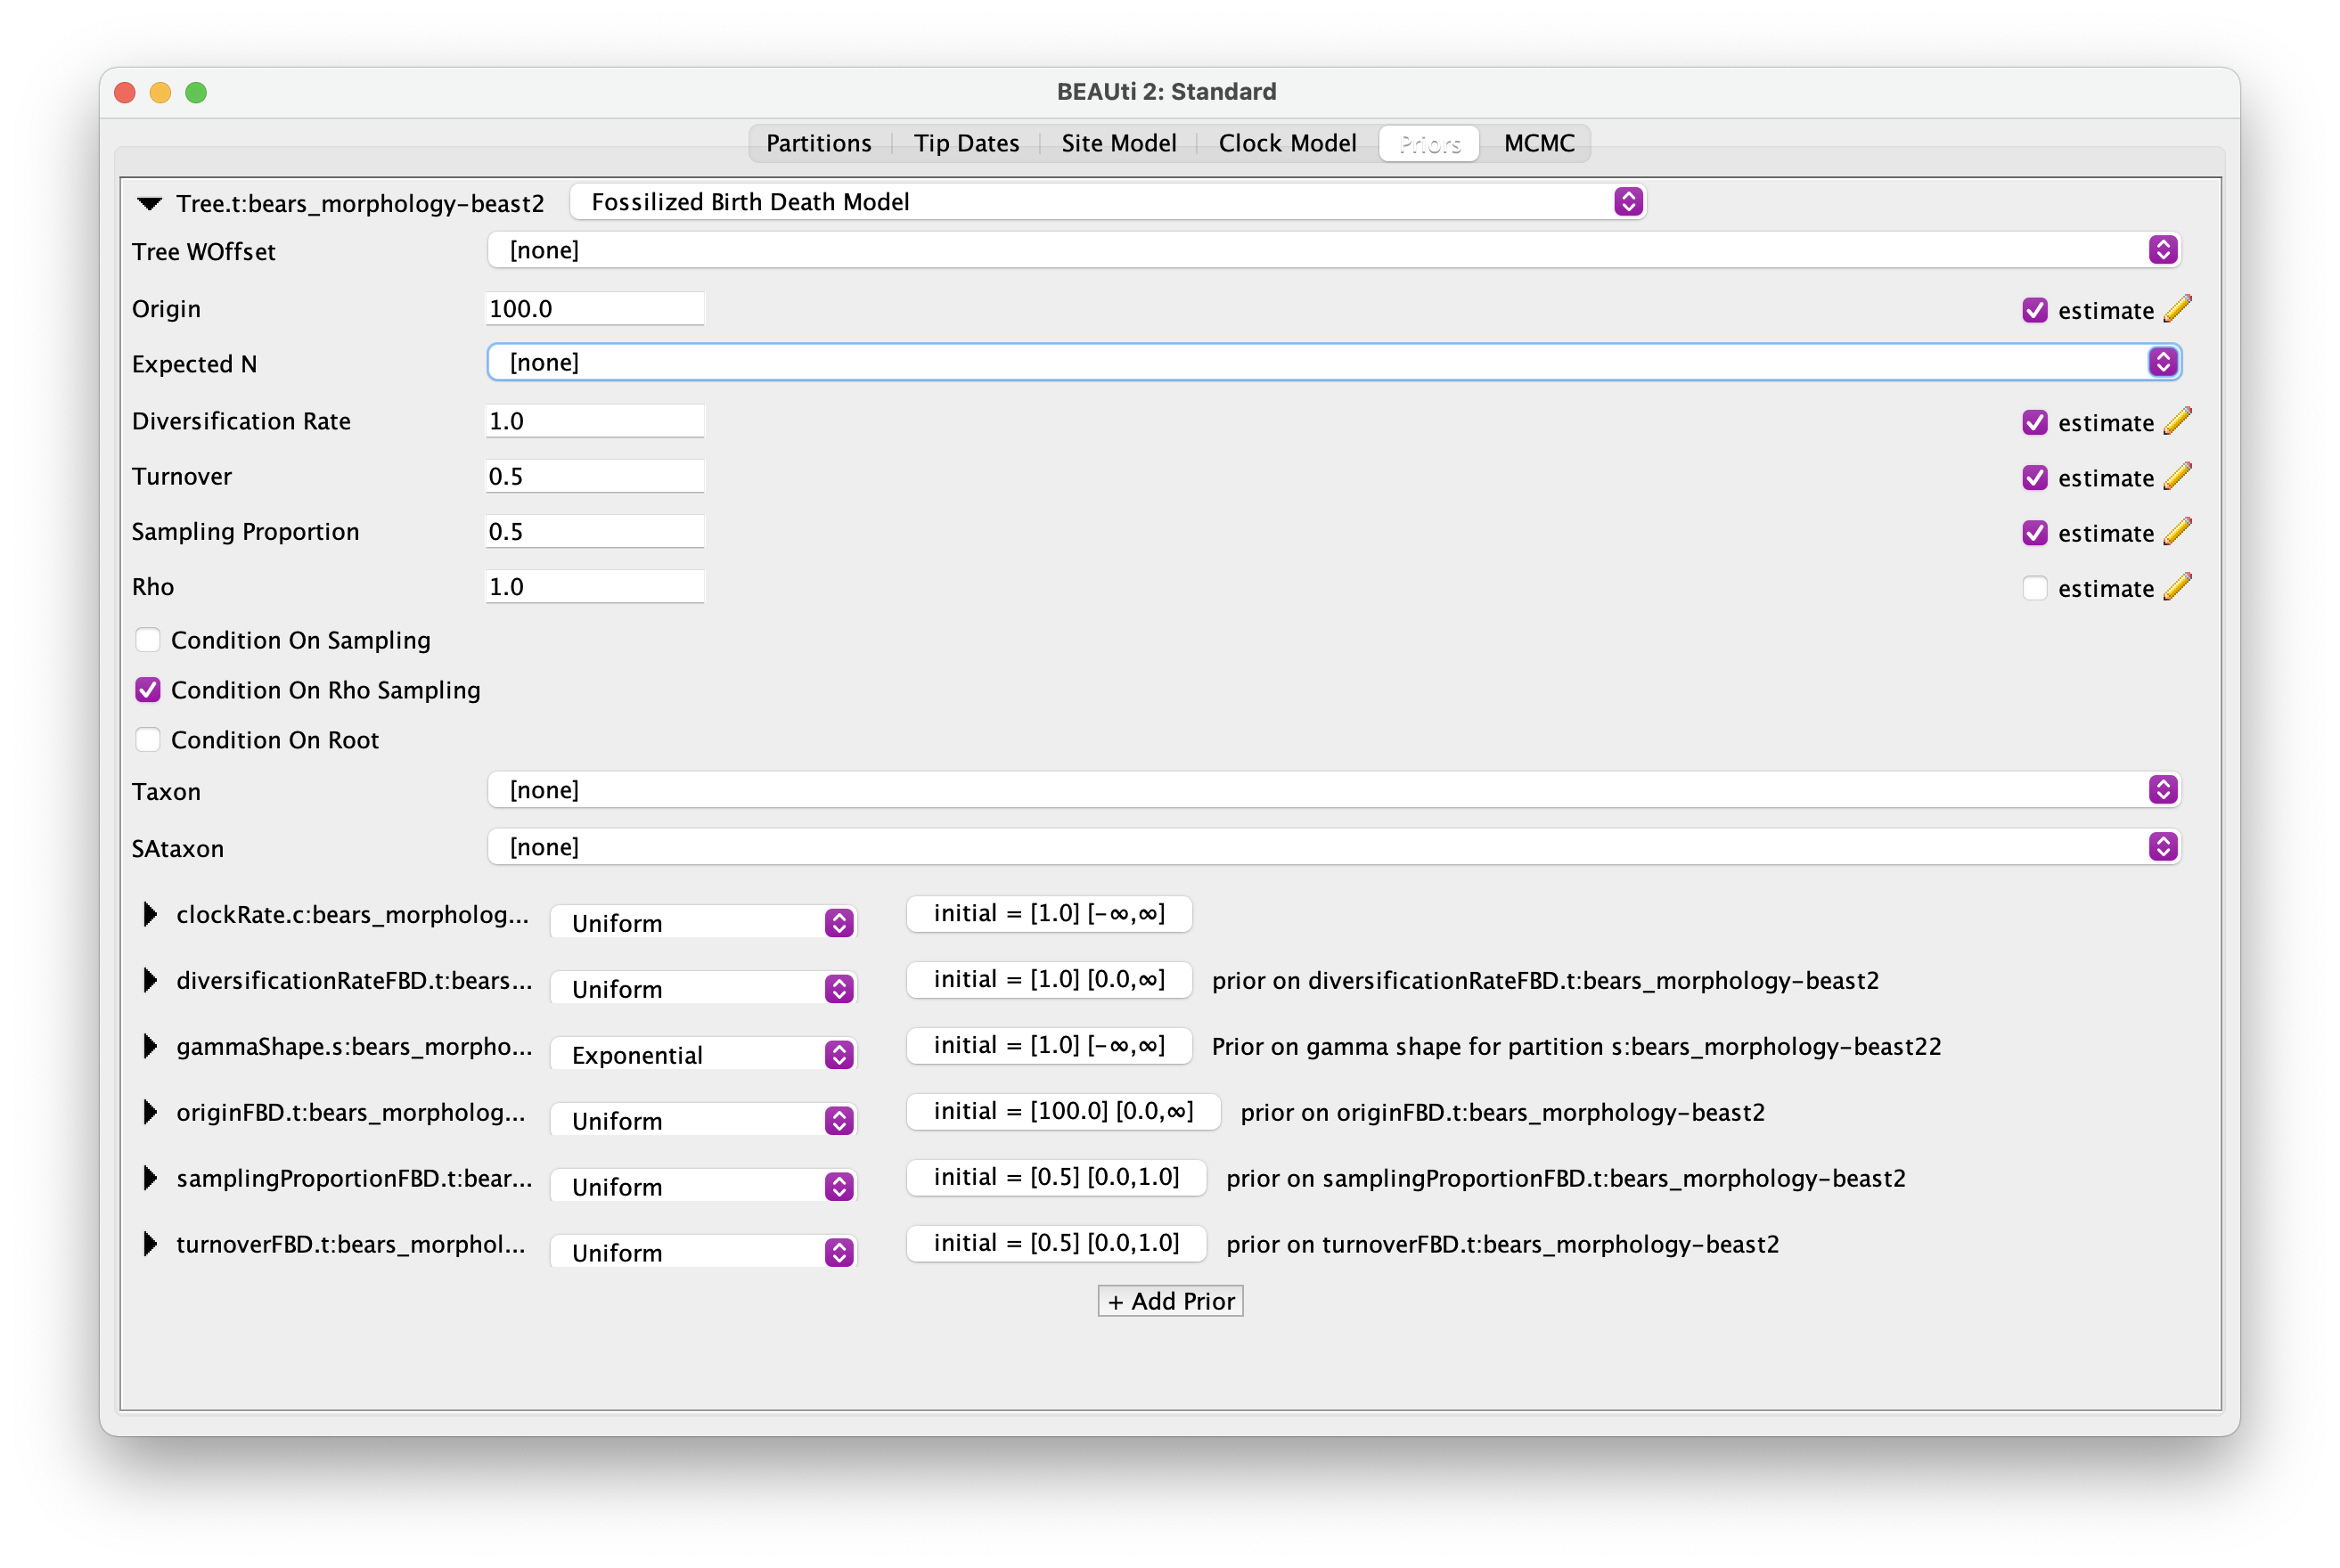 BEAUti 2: Standard
Partitions Tip Dates Site Model Clock Model Priors MCMC
Tree.t:bears_morphology-beast2 Fossilized Birth Death Model
Tree WOffset [none]
Origin 100.0 estimate
Expected N [none]
Diversification Rate 1.0 estimate
Turnover 0.5 estimate
Sampling Proportion 0.5 estimate
Rho 1.0 estimate
Condition On Sampling
Condition On Rho Sampling
Condition On Root
Taxon [none]
SAtaxon [none]
clockRate.c:bears_morpholog... Uniform initial = [1.0] [-∞,∞]
diversificationRateFBD.t:bears... Uniform initial = [1.0] [0.0,∞] prior on diversificationRateFBD.t:bears_morphology-beast2
gammaShape.s:bears_morpho... Exponential initial = [1.0] [-∞,∞] Prior on gamma shape for partition s:bears_morphology-beast22
originFBD.t:bears_morpholog... Uniform initial = [100.0] [0.0,∞] prior on originFBD.t:bears_morphology-beast2
samplingProportionFBD.t:bear... Uniform initial = [0.5] [0.0,1.0] prior on samplingProportionFBD.t:bears_morphology-beast2
turnoverFBD.t:bears_morphol... Uniform initial = [0.5] [0.0,1.0] prior on turnoverFBD.t:bears_morphology-beast2
+ Add Prior